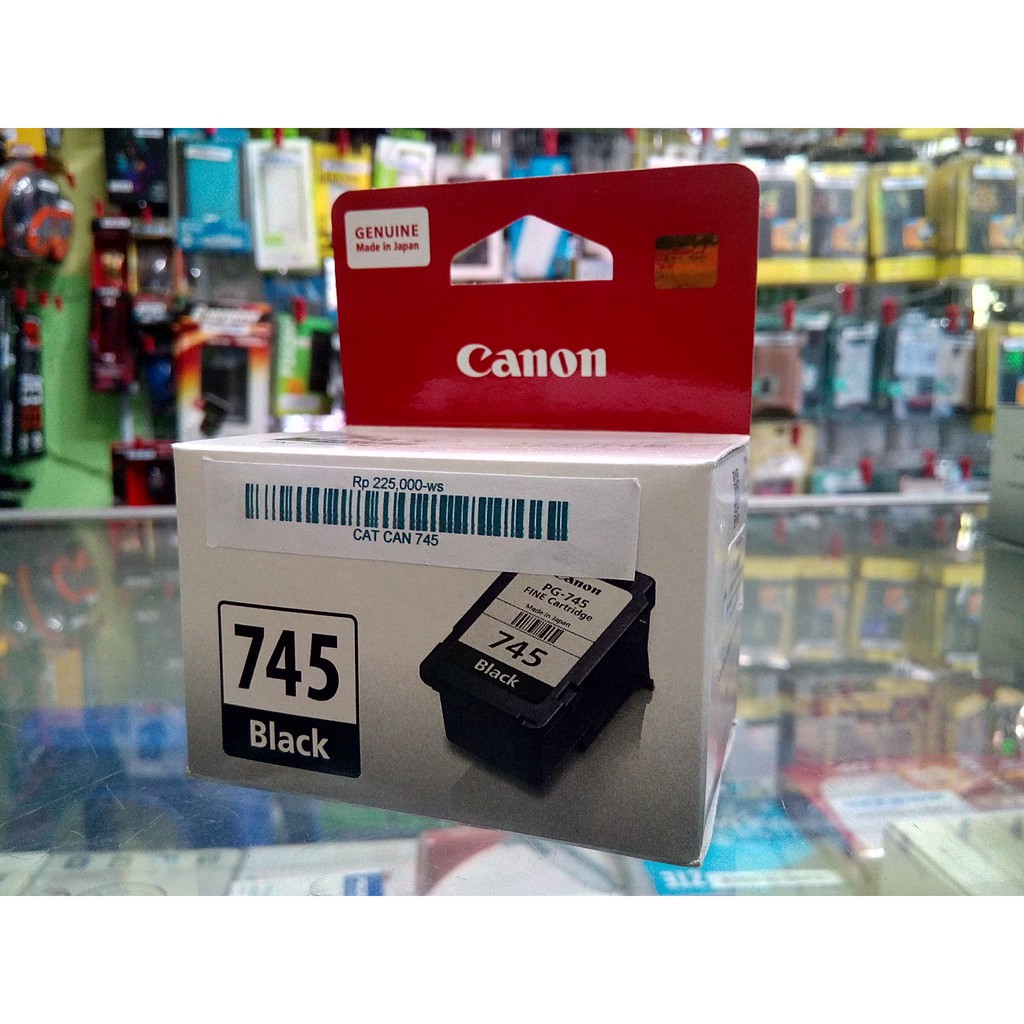 GENUINE
Made in Japan
Canon
Rp 225,000-ws
CAT CAN 745
745
Black
Canon
PG-745
FINE Cartridge
Made in Japan
745
Black
ZTE